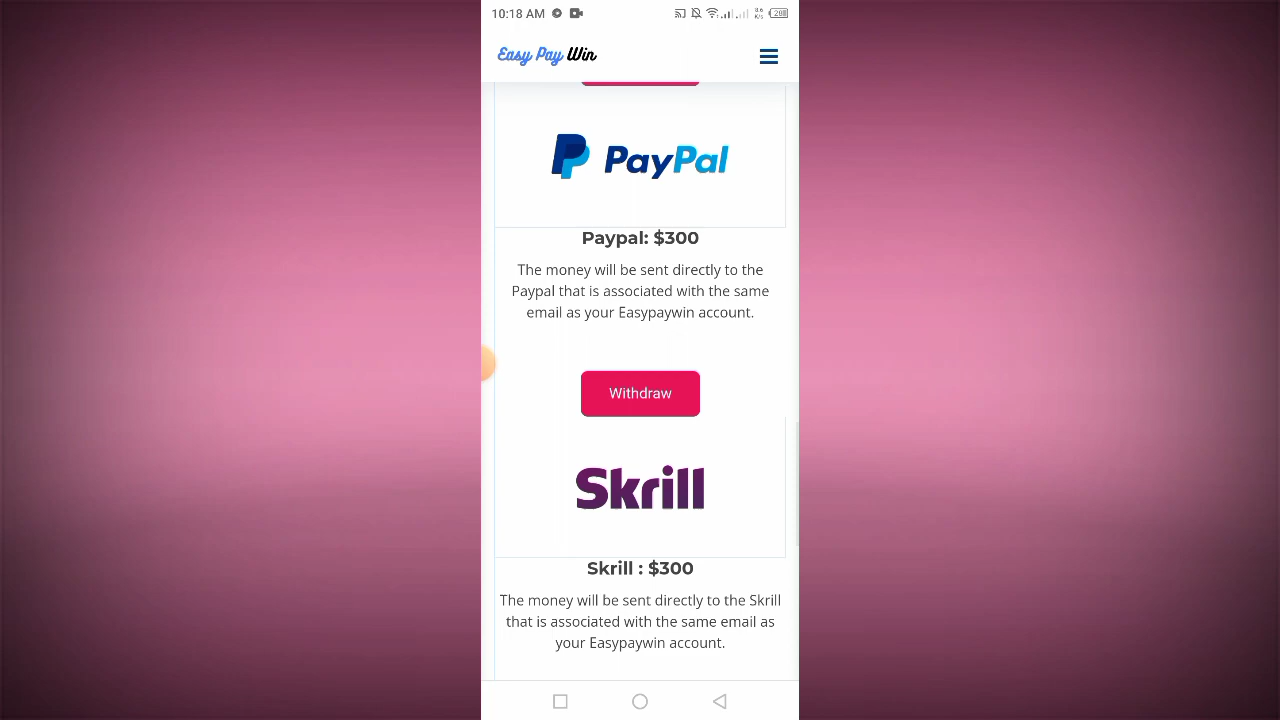 10:18 AM
8.6
K/s
Easy Pay Win
PayPal
Paypal: $300
The money will be sent directly to the
Paypal that is associated with the same
email as your Easypaywin account.
Withdraw
Skrill
Skrill : $300
The money will be sent directly to the Skrill
that is associated with the same email as
your Easypaywin account.